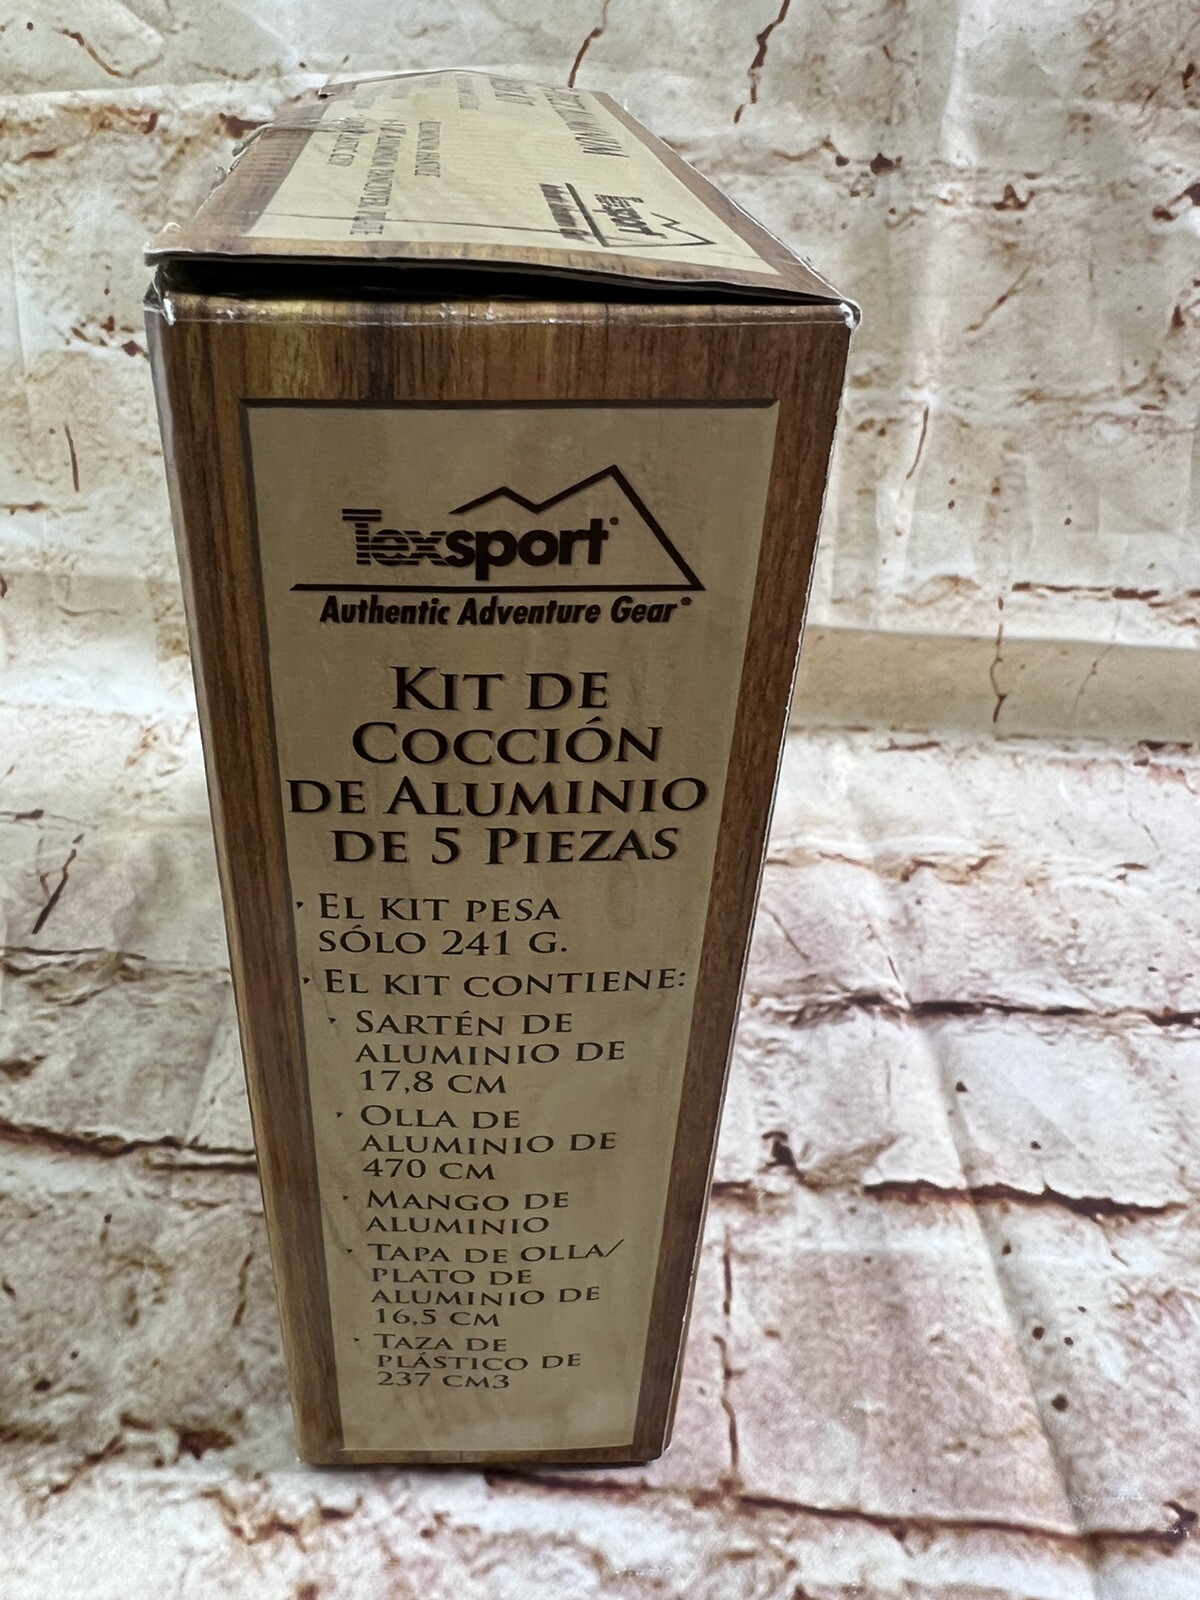 Texsport
Authentic Adventure Gear
KIT DE
COCCIÓN
DE ALUMINIO
DE 5 PIEZAS
EL KIT PESA
SÓLO 241 G.
EL KIT CONTIENE:
SARTÉN DE
ALUMINIO DE
17,8 CM
OLLA DE
ALUMINIO DE
470 CM
MANGO DE
ALUMINIO
TAPA DE OLLA/
PLATO DE
ALUMINIO DE
16,5 CM
TAZA DE
PLÁSTICO DE
237 CM3